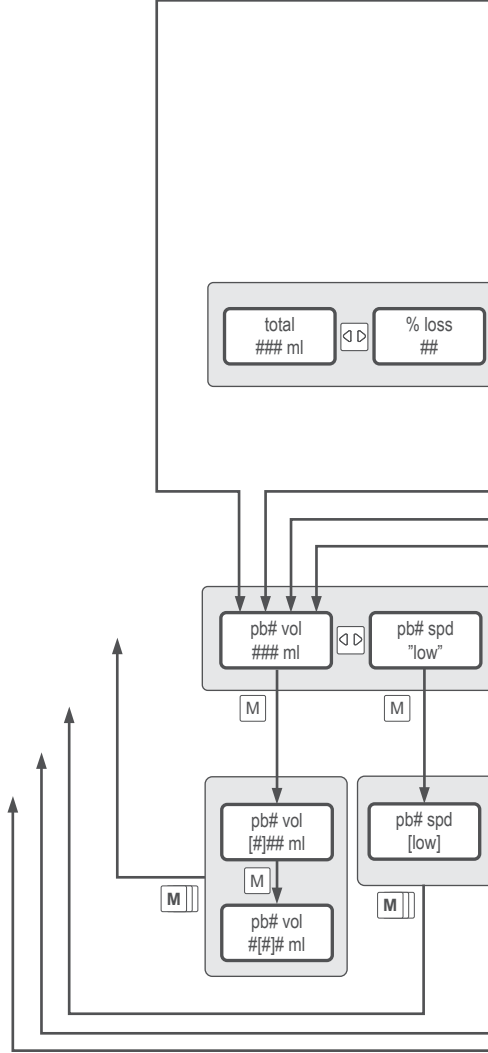 total
### ml
% loss
##
pb# vol
### ml
pb# spd
”low”
M
M
pb# vol
[#]## ml
pb# spd
[low]
M
M
M
pb# vol
#[#]# ml